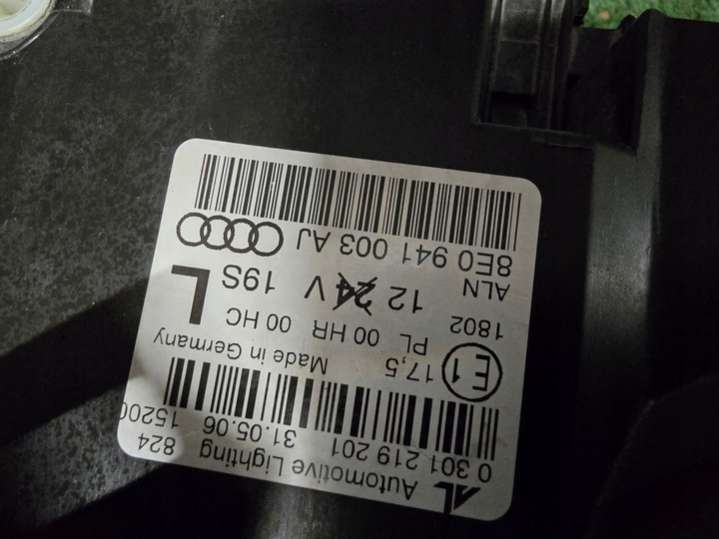 Automotive Lighting 824
0 301 219 201 31.05.06
E1 17,5 Made in Germany
1802 PL 00 HR 00 HC
ALN 12 24 V 19S L
8E0 941 003 AJ